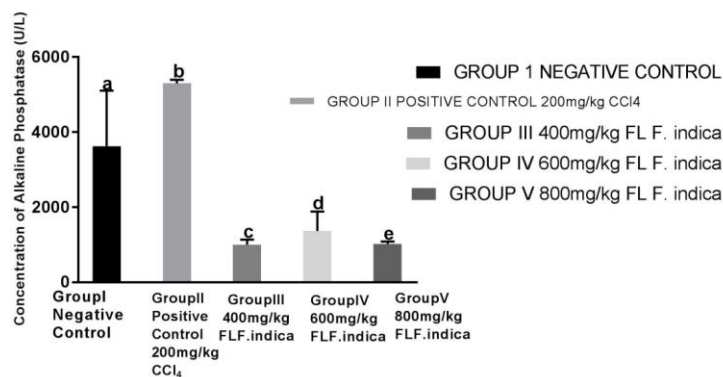 Concentration of Alkaline Phosphatase (U/L)
6000
4000
2000
0
a
b
c
d
e
GROUP 1 NEGATIVE CONTROL
GROUP II POSITIVE CONTROL 200mg/kg CCl4
GROUP III 400mg/kg FL F. indica
GROUP IV 600mg/kg FL F. indica
GROUP V 800mg/kg FL F. indica
GroupI
Negative
Control
GroupII
Positive
Control
200mg/kg
CCl₄
GroupIII
400mg/kg
FLF.indica
GroupIV
600mg/kg
FLF.indica
GroupV
800mg/kg
FLF.indica